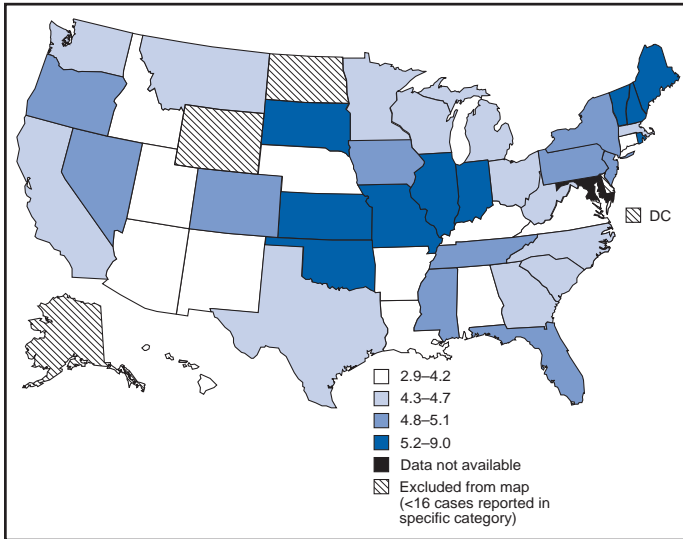 DC
2.9–4.2
4.3–4.7
4.8–5.1
5.2–9.0
Data not available
Excluded from map
(<16 cases reported in
specific category)